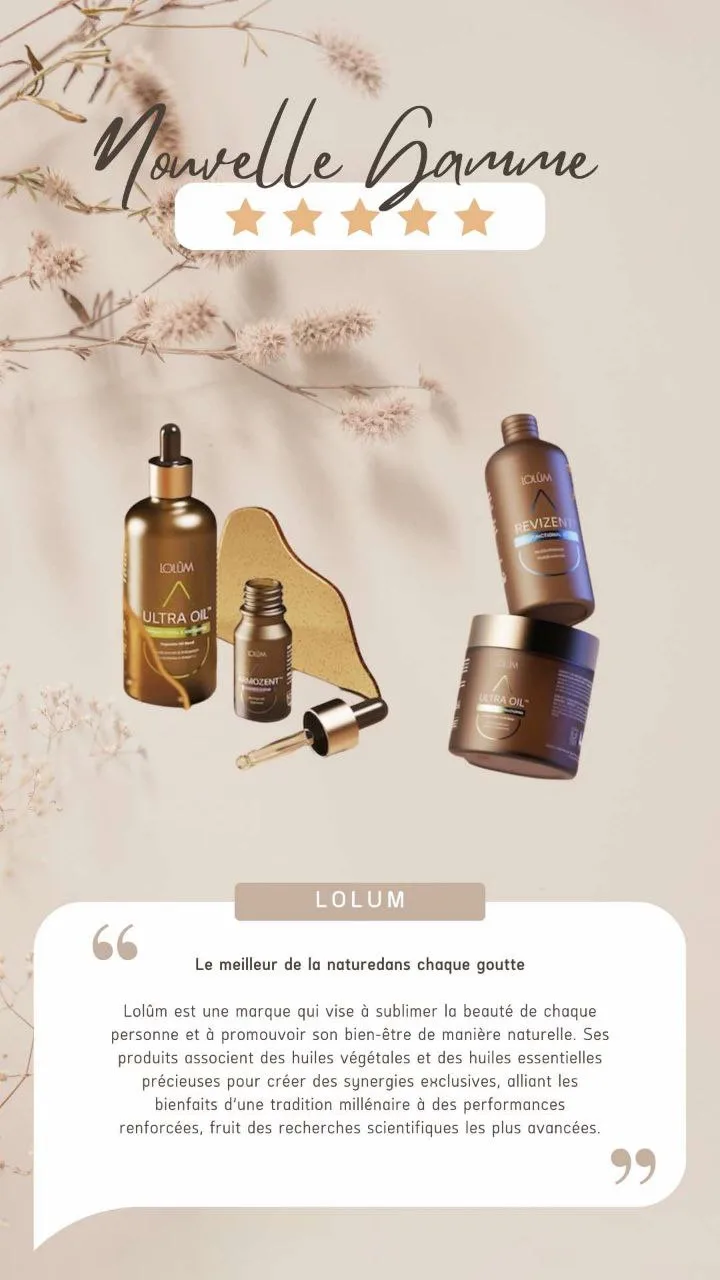 Nouvelle Gamme
LOLÛM
ULTRA OIL™
LOLÛM
LOLÛM
REVIZENT
LOLÛM
ULTRA OIL™
LOLUM
“
Le meilleur de la naturedans chaque goutte
Lolûm est une marque qui vise à sublimer la beauté de chaque
personne et à promouvoir son bien-être de manière naturelle. Ses
produits associent des huiles végétales et des huiles essentielles
précieuses pour créer des synergies exclusives, alliant les
bienfaits d'une tradition millénaire à des performances
renforcées, fruit des recherches scientifiques les plus avancées.
”